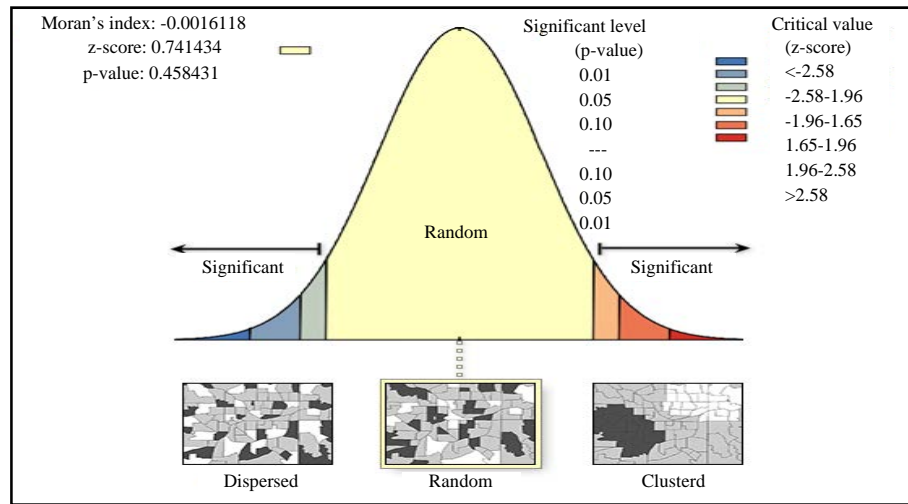 Moran's index: -0.0016118
z-score: 0.741434
p-value: 0.458431
Significant level
(p-value)
0.01
0.05
0.10
---
0.10
0.05
0.01
Critical value
(z-score)
<-2.58
-2.58-1.96
-1.96-1.65
1.65-1.96
1.96-2.58
>2.58
Random
Significant
Significant
Dispersed
Random
Clusterd